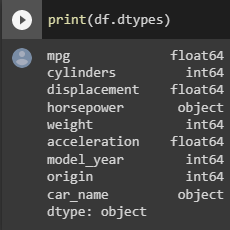 print(df.dtypes)
mpg float64
cylinders int64
displacement float64
horsepower object
weight int64
acceleration float64
model_year int64
origin int64
car_name object
dtype: object